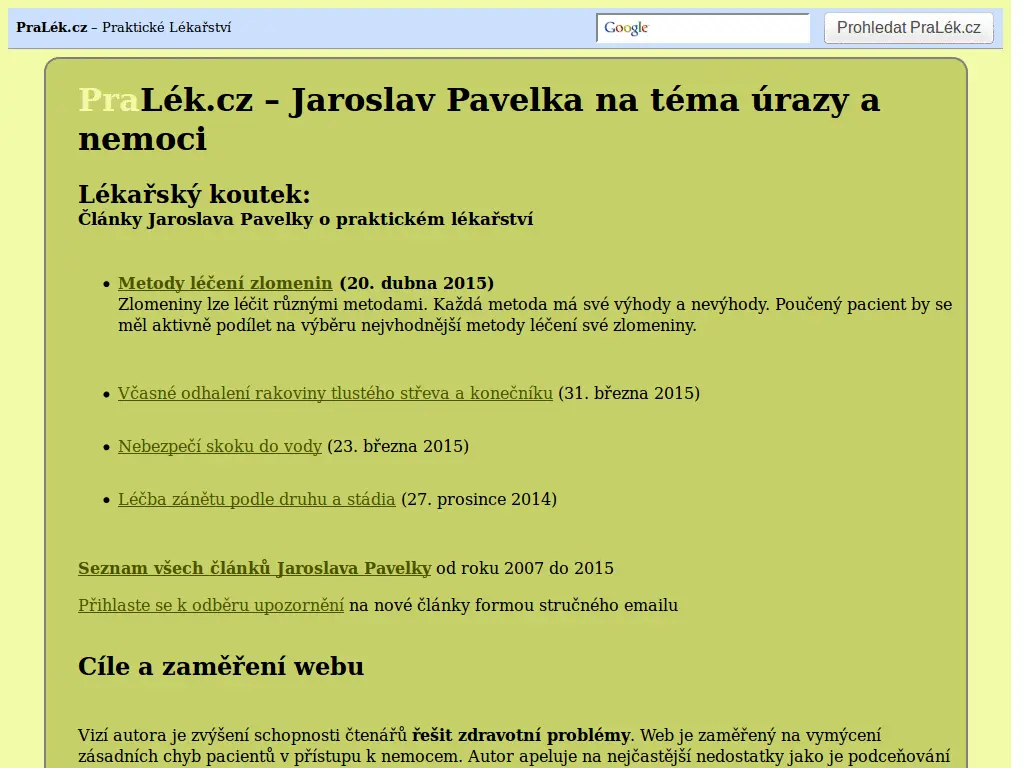 PraLék.cz – Praktické Lékařství
Google
Prohledat PraLék.cz
PraLék.cz – Jaroslav Pavelka na téma úrazy a
nemoci
Lékařský koutek:
Články Jaroslava Pavelky o praktickém lékařství
Metody léčení zlomenin (20. dubna 2015)
Zlomeniny lze léčit různými metodami. Každá metoda má své výhody a nevýhody. Poučený pacient by se
měl aktivně podílet na výběru nejvhodnější metody léčení své zlomeniny.
Včasné odhalení rakoviny tlustého střeva a konečníku (31. března 2015)
Nebezpečí skoku do vody (23. března 2015)
Léčba zánětu podle druhu a stádia (27. prosince 2014)
Seznam všech článků Jaroslava Pavelky od roku 2007 do 2015
Přihlaste se k odběru upozornění na nové články formou stručného emailu
Cíle a zaměření webu
Vizí autora je zvýšení schopnosti čtenářů řešit zdravotní problémy. Web je zaměřený na vymýcení
zásadních chyb pacientů v přístupu k nemocem. Autor apeluje na nejčastější nedostatky jako je podceňování